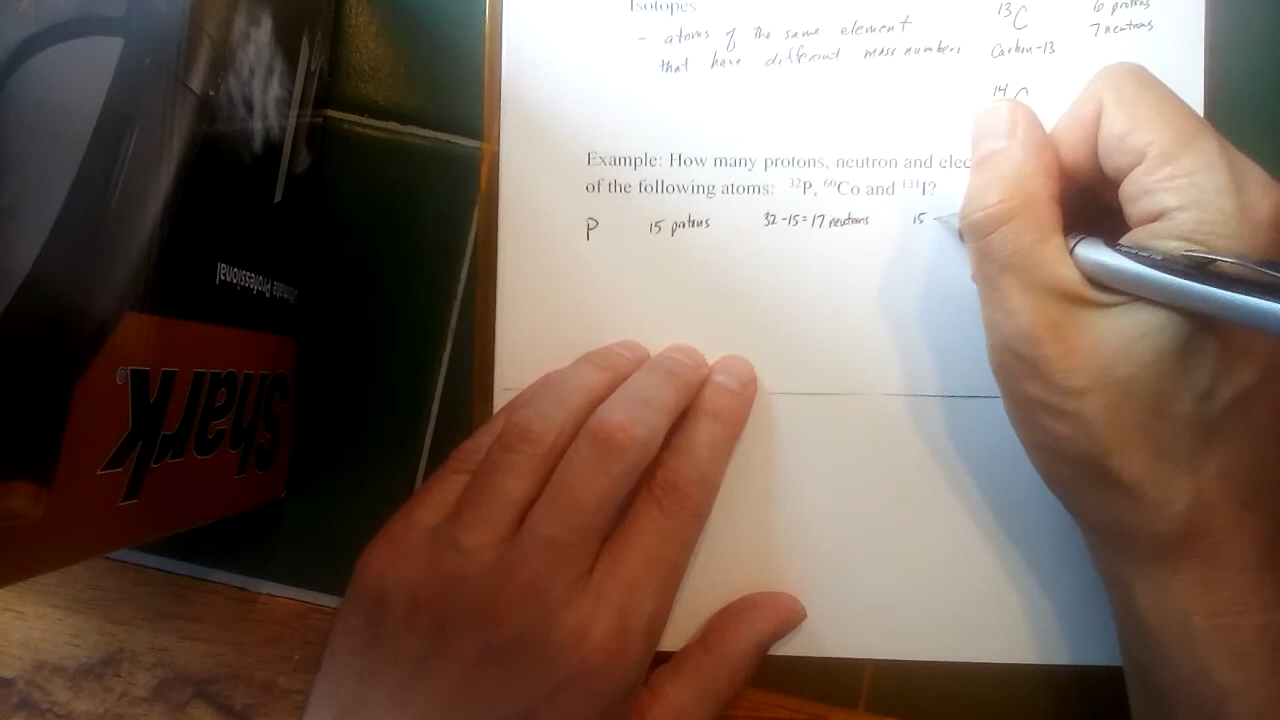 Isotopes
- atoms of the same element
that have different mass numbers
13C
Carbon-13
6 protons
7 neutrons
14C
Example: How many protons, neutron and elec
of the following atoms: 32P, 60Co and 131I?
P 15 protons 32-15=17 neutrons 15
Shark®
Ultimate Professional